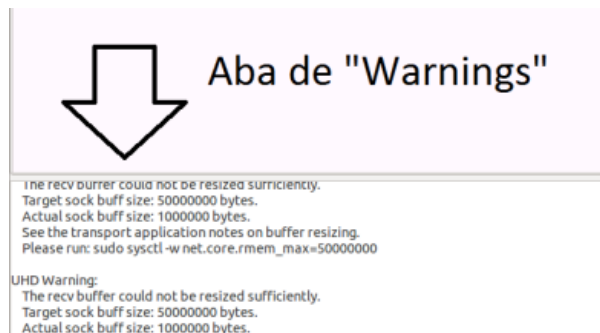 Aba de "Warnings"
The recv buffer could not be resized sufficiently.
Target sock buff size: 50000000 bytes.
Actual sock buff size: 1000000 bytes.
See the transport application notes on buffer resizing.
Please run: sudo sysctl -w net.core.rmem_max=50000000
UHD Warning:
The recv buffer could not be resized sufficiently.
Target sock buff size: 50000000 bytes.
Actual sock buff size: 1000000 bytes.